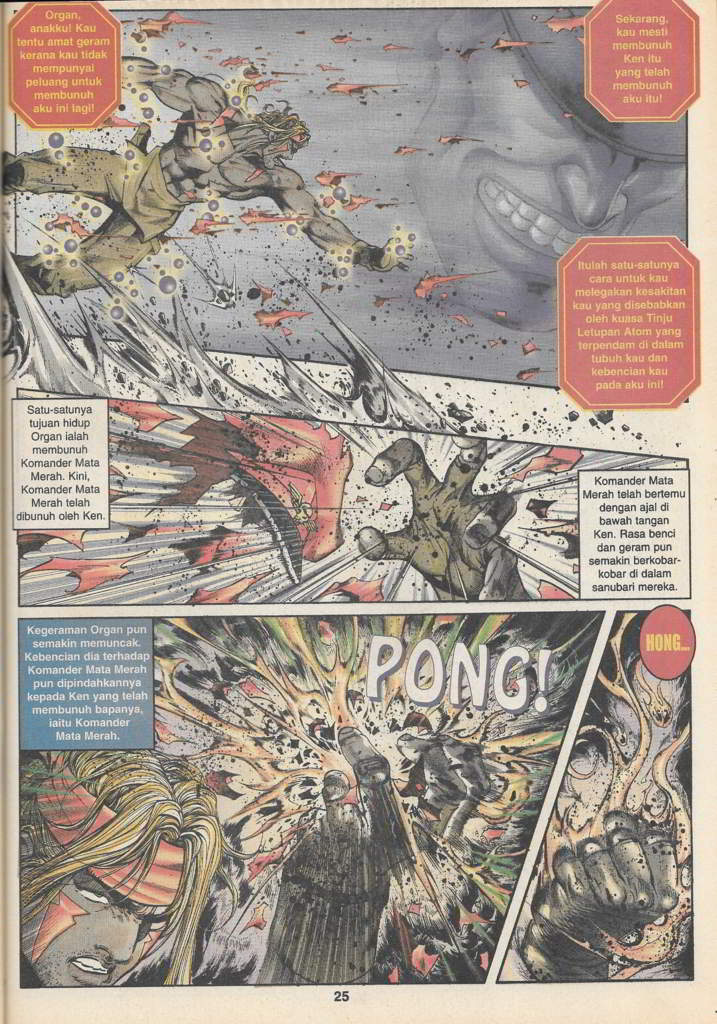 Organ,
anakku! Kau
tentu amat geram
kerana kau tidak
mempunyai
peluang untuk
membunuh
aku ini lagi!
Sekarang,
kau mesti
membunuh
Ken itu
yang telah
membunuh
aku itu!
Itulah satu-satunya
cara untuk kau
melegakan kesakitan
kau yang disebabkan
oleh kuasa Tinju
Letupan Atom yang
terpendam di dalam
tubuh kau dan
kebencian kau
pada aku ini!
Satu-satunya
tujuan hidup
Organ ialah
membunuh
Komander Mata
Merah. Kini,
Komander Mata
Merah telah
dibunuh oleh Ken.
Komander Mata
Merah telah bertemu
dengan ajal di
bawah tangan
Ken. Rasa benci
dan geram pun
semakin berkobar-
kobar di dalam
sanubari mereka.
Kegeraman Organ pun
semakin memuncak.
Kebencian dia terhadap
Komander Mata Merah
pun dipindahkannya
kepada Ken yang telah
membunuh bapanya,
iaitu Komander
Mata Merah.
PONG!
HONG...
25